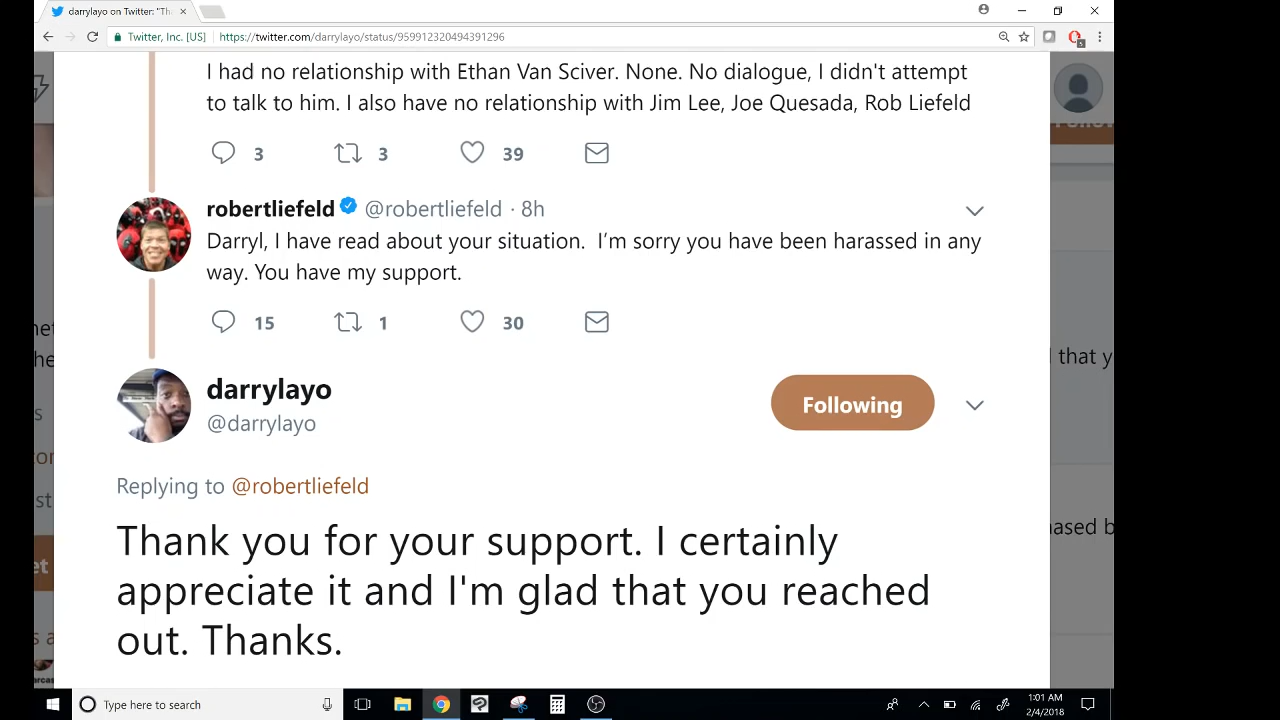 darrylayo on Twitter: "Tha
Twitter, Inc. [US] https://twitter.com/darrylayo/status/959912320494391296
I had no relationship with Ethan Van Sciver. None. No dialogue, I didn't attempt
to talk to him. I also have no relationship with Jim Lee, Joe Quesada, Rob Liefeld
3 3 39
robertliefeld @robertliefeld · 8h
Darryl, I have read about your situation.  I’m sorry you have been harassed in any
way. You have my support.
15 1 30
darrylayo
@darrylayo
Following
Replying to @robertliefeld
Thank you for your support. I certainly
appreciate it and I'm glad that you reached
out. Thanks.
that y
ased b
Type here to search
1:01 AM
2/4/2018